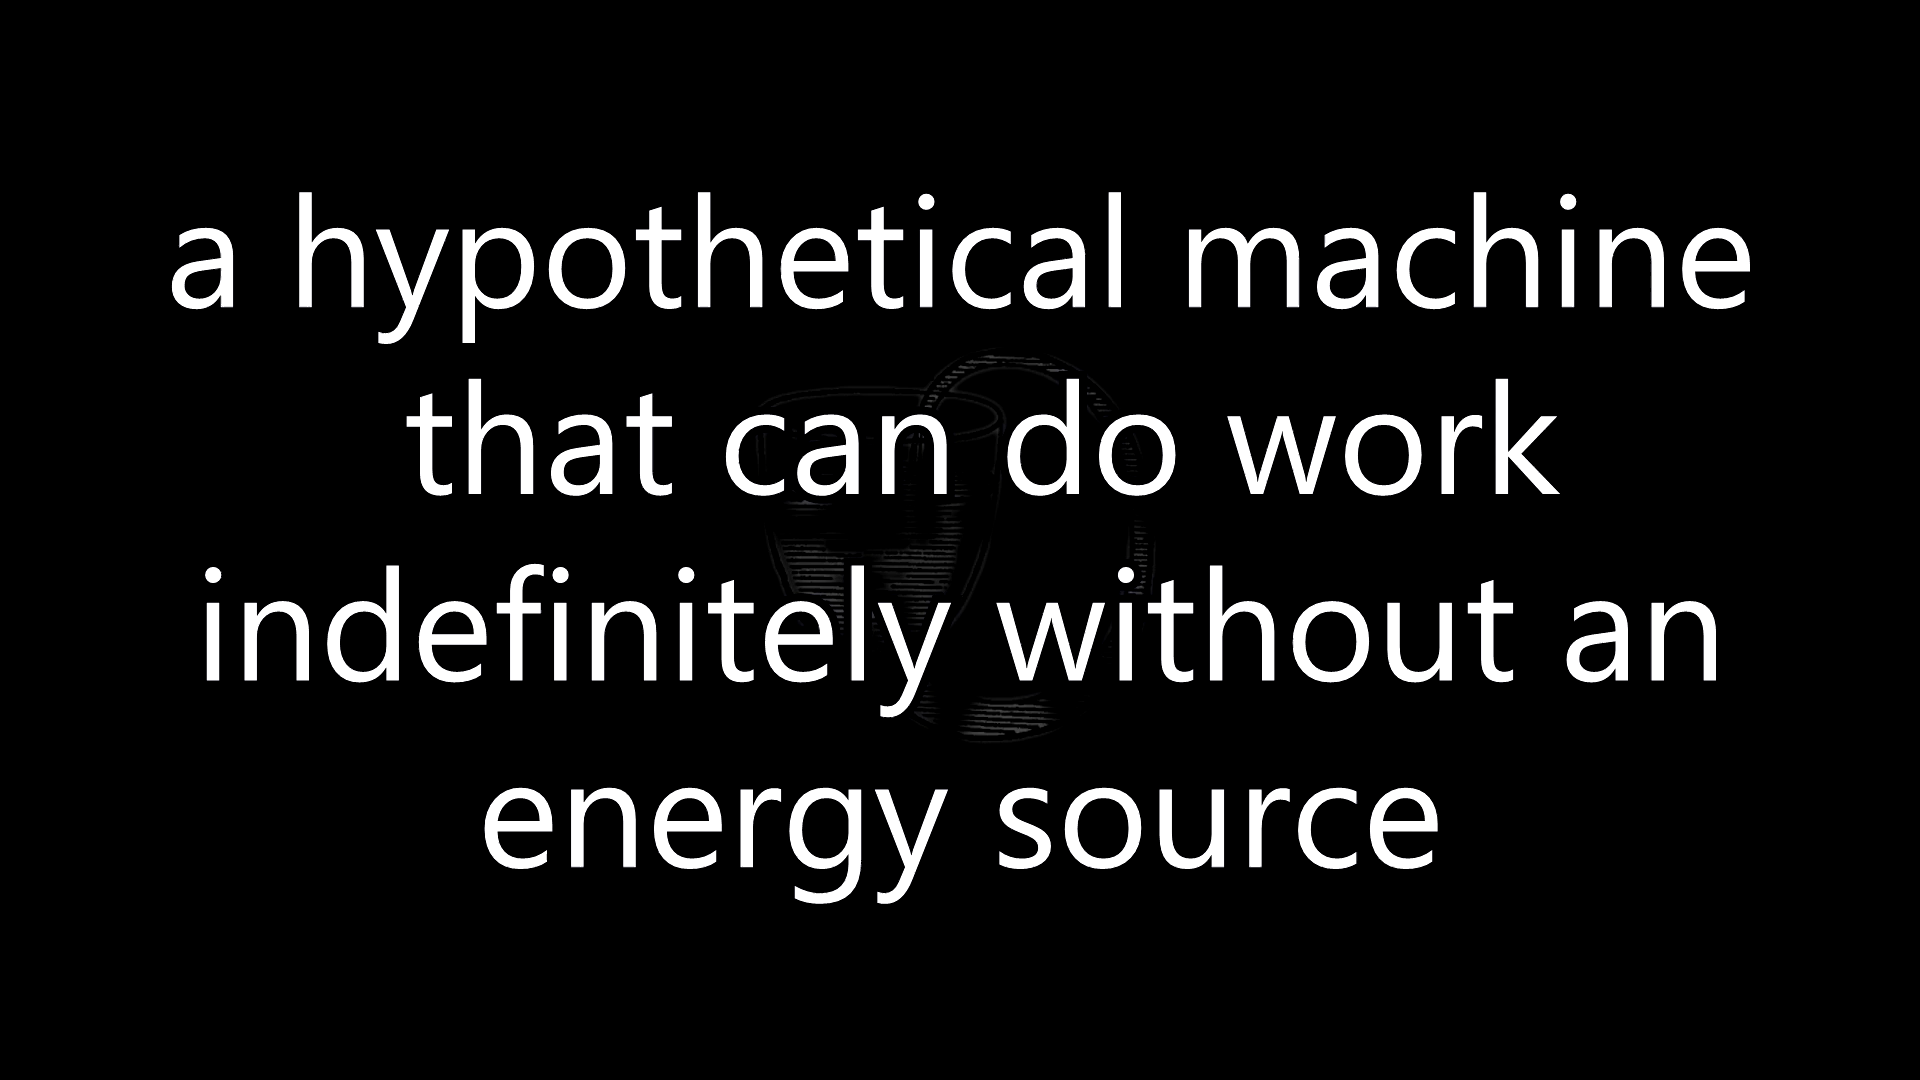 a hypothetical machine
that can do work
indefinitely without an
energy source